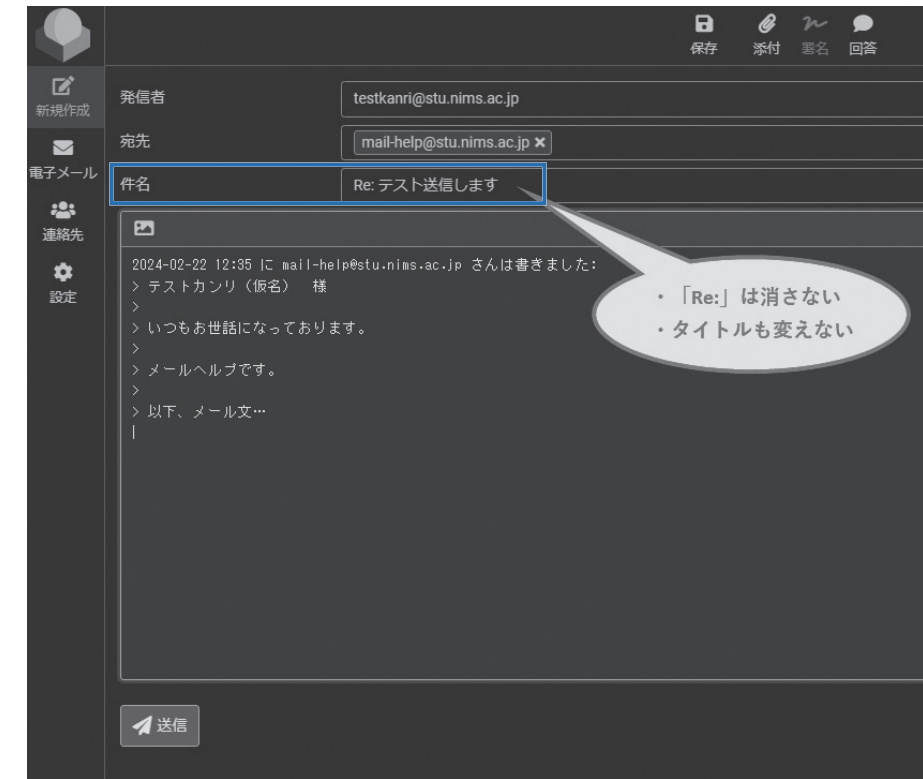 保存 添付 署名 回答
新規作成
電子メール
連絡先
設定
発信者 testkanri@stu.nims.ac.jp
宛先 mail-help@stu.nims.ac.jp ×
件名 Re: テスト送信します
2024-02-22 12:35 に mail-help@stu.nims.ac.jp さんは書きました:
> テストカンリ（仮名）　様
>
> いつもお世話になっております。
>
> メールヘルプです。
>
> 以下、メール文…
・「Re:」は消さない
・タイトルも変えない
送信